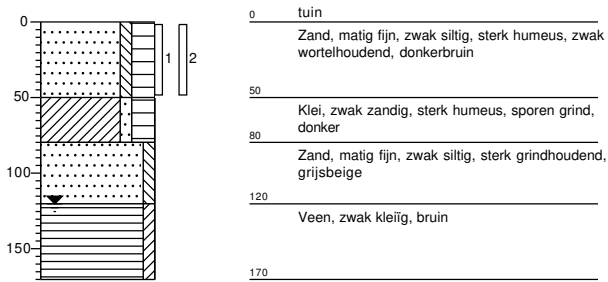 0
50
100
150
1
2
0 tuin
Zand, matig fijn, zwak siltig, sterk humeus, zwak
wortelhoudend, donkerbruin
50
Klei, zwak zandig, sterk humeus, sporen grind,
donker
80
Zand, matig fijn, zwak siltig, sterk grindhoudend,
grijsbeige
120
Veen, zwak kleiïg, bruin
170